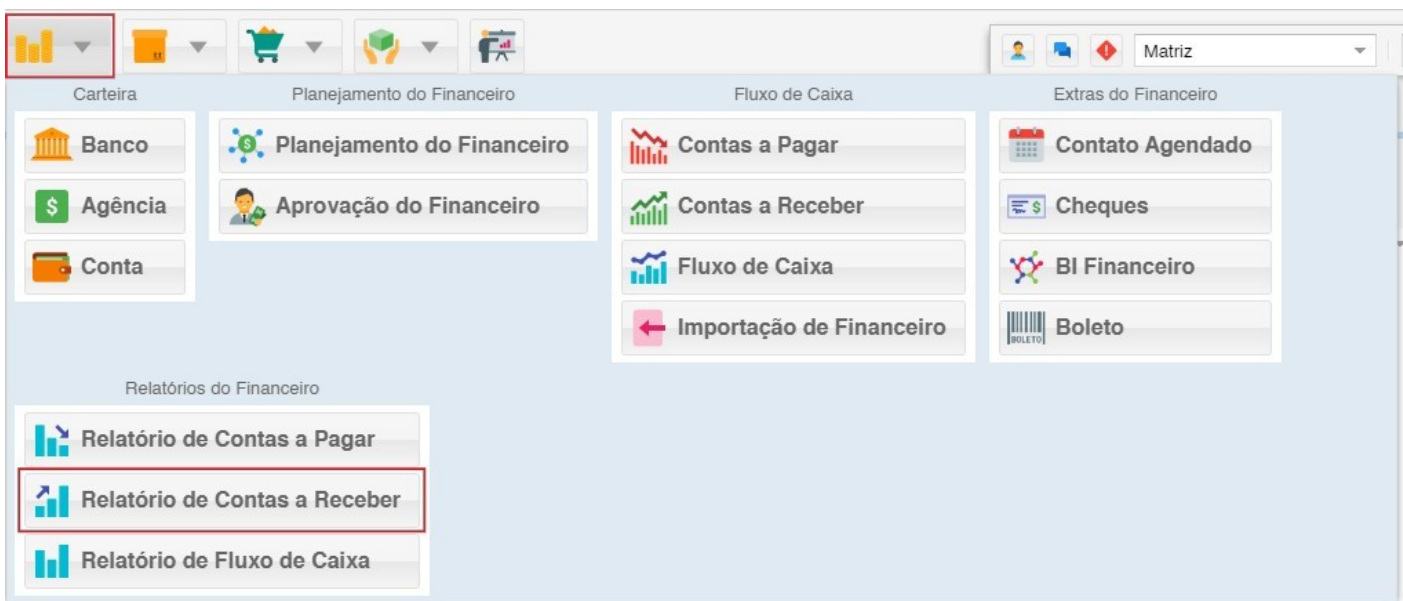 Matriz
Carteira
Banco
Agência
Conta
Planejamento do Financeiro
Planejamento do Financeiro
Aprovação do Financeiro
Fluxo de Caixa
Contas a Pagar
Contas a Receber
Fluxo de Caixa
Importação de Financeiro
Extras do Financeiro
Contato Agendado
Cheques
BI Financeiro
BOLETO
Boleto
Relatórios do Financeiro
Relatório de Contas a Pagar
Relatório de Contas a Receber
Relatório de Fluxo de Caixa